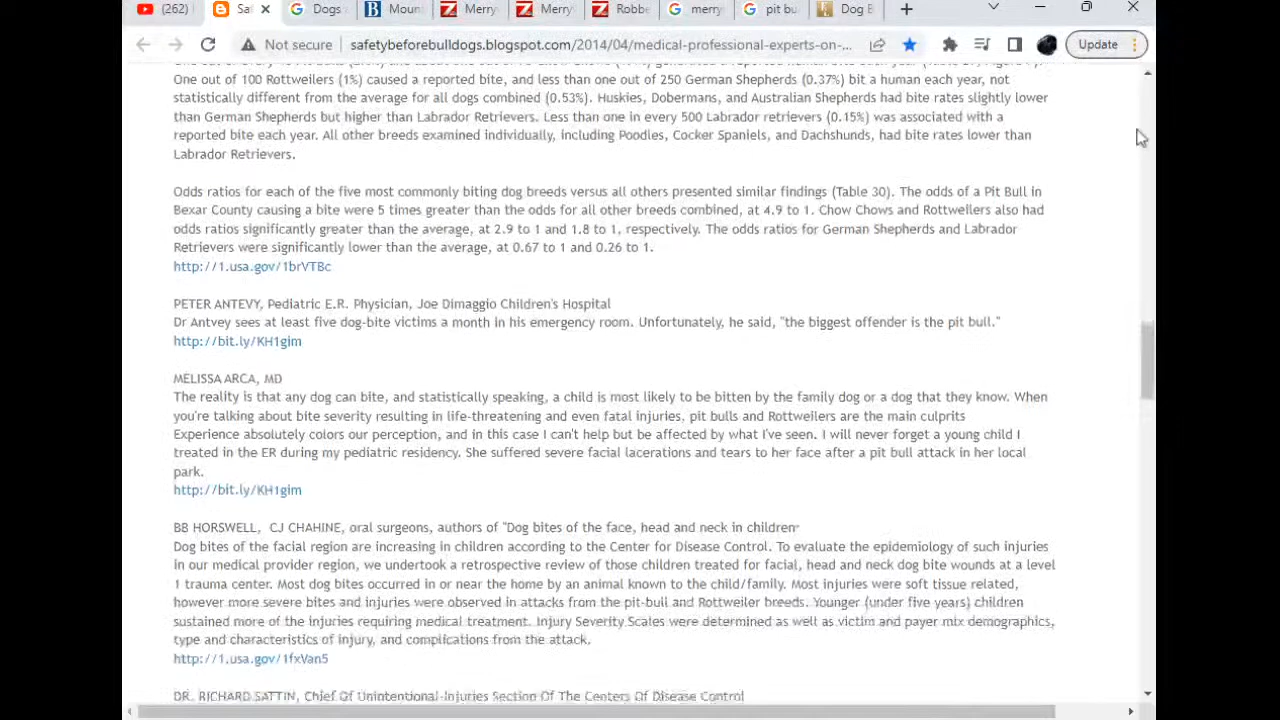 (262)
Sa
Dogs
Moun
Merry
Merry
Robbe
merry
pit bu
Dog B
Not secure
safetybeforebulldogs.blogspot.com/2014/04/medical-professional-experts-on-...
Update
One out of 100 Rottweilers (1%) caused a reported bite, and less than one out of 250 German Shepherds (0.37%) bit a human each year, not
statistically different from the average for all dogs combined (0.53%). Huskies, Dobermans, and Australian Shepherds had bite rates slightly lower
than German Shepherds but higher than Labrador Retrievers. Less than one in every 500 Labrador retrievers (0.15%) was associated with a
reported bite each year. All other breeds examined individually, including Poodles, Cocker Spaniels, and Dachshunds, had bite rates lower than
Labrador Retrievers.
Odds ratios for each of the five most commonly biting dog breeds versus all others presented similar findings (Table 30). The odds of a Pit Bull in
Bexar County causing a bite were 5 times greater than the odds for all other breeds combined, at 4.9 to 1. Chow Chows and Rottweilers also had
odds ratios significantly greater than the average, at 2.9 to 1 and 1.8 to 1, respectively. The odds ratios for German Shepherds and Labrador
Retrievers were significantly lower than the average, at 0.67 to 1 and 0.26 to 1.
http://1.usa.gov/1brVTBc
PETER ANTEVY, Pediatric E.R. Physician, Joe Dimaggio Children's Hospital
Dr Antvey sees at least five dog-bite victims a month in his emergency room. Unfortunately, he said, "the biggest offender is the pit bull."
http://bit.ly/KH1gim
MELISSA ARCA, MD
The reality is that any dog can bite, and statistically speaking, a child is most likely to be bitten by the family dog or a dog that they know. When
you're talking about bite severity resulting in life-threatening and even fatal injuries, pit bulls and Rottweilers are the main culprits
Experience absolutely colors our perception, and in this case I can't help but be affected by what I've seen. I will never forget a young child I
treated in the ER during my pediatric residency. She suffered severe facial lacerations and tears to her face after a pit bull attack in her local
park.
http://bit.ly/KH1gim
BB HORSWELL, CJ CHAHINE, oral surgeons, authors of "Dog bites of the face, head and neck in children"
Dog bites of the facial region are increasing in children according to the Center for Disease Control. To evaluate the epidemiology of such injuries
in our medical provider region, we undertook a retrospective review of those children treated for facial, head and neck dog bite wounds at a level
1 trauma center. Most dog bites occurred in or near the home by an animal known to the child/family. Most injuries were soft tissue related,
however more severe bites and injuries were observed in attacks from the pit-bull and Rottweiler breeds. Younger (under five years) children
sustained more of the injuries requiring medical treatment. Injury Severity Scales were determined as well as victim and payer mix demographics,
type and characteristics of injury, and complications from the attack.
http://1.usa.gov/1fxVan5
DR. RICHARD SATTIN, Chief Of Unintentional-Injuries Section Of The Centers Of Disease Control